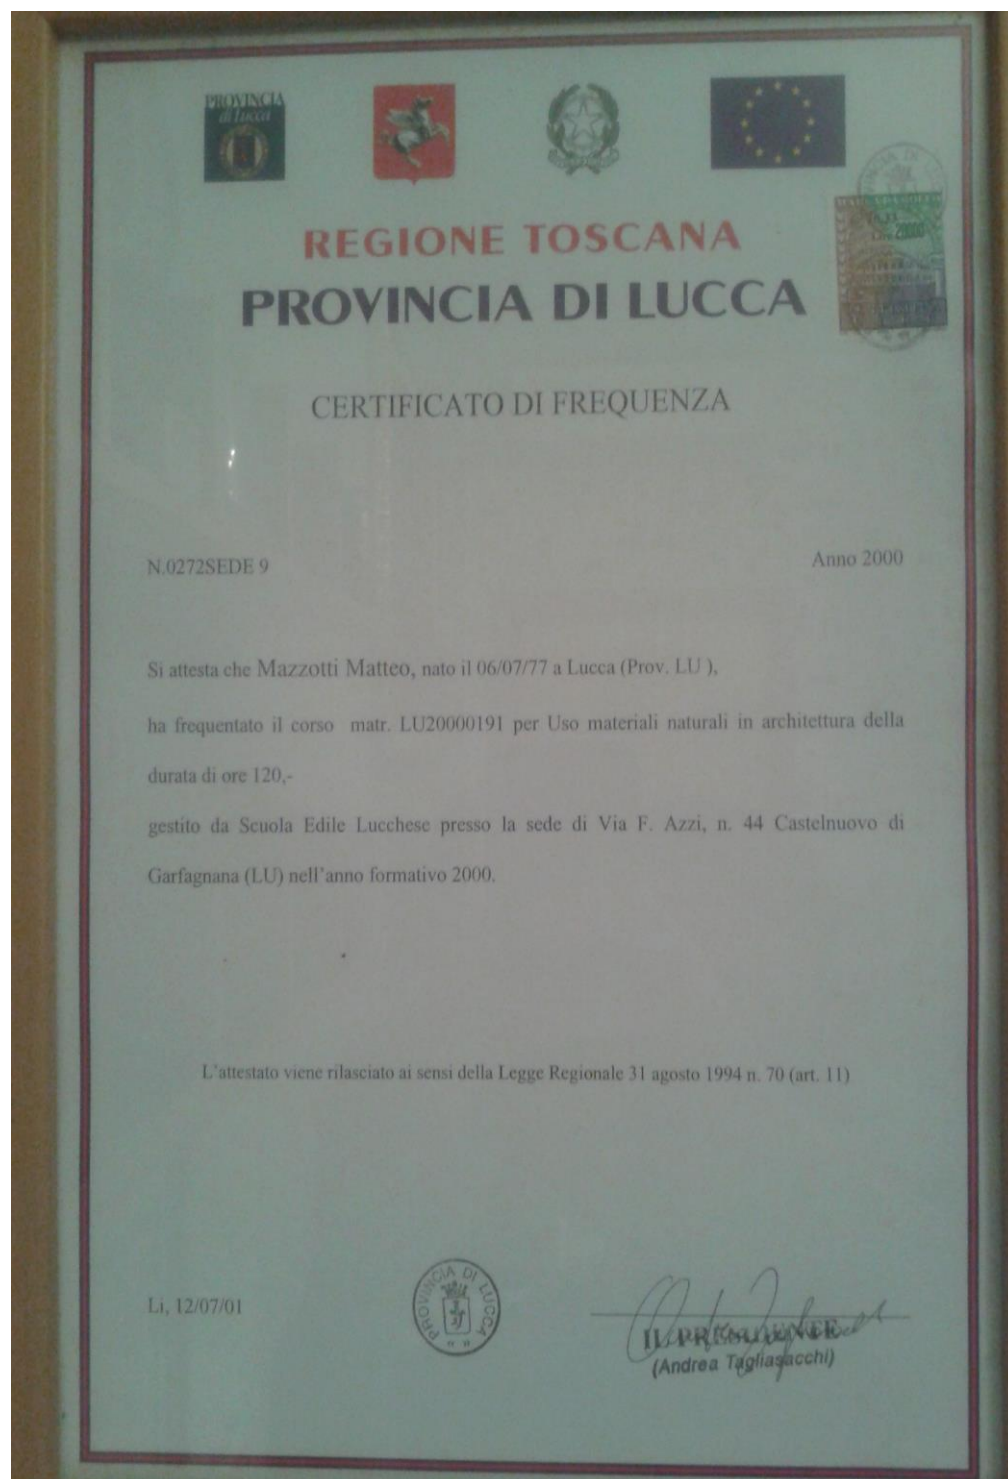 PROVINCIA
di Lucca
REGIONE TOSCANA
PROVINCIA DI LUCCA
20000
CERTIFICATO DI FREQUENZA
N.0272SEDE 9
Anno 2000
Si attesta che Mazzotti Matteo, nato il 06/07/77 a Lucca (Prov. LU ),
ha frequentato il corso matr. LU20000191 per Uso materiali naturali in architettura della
durata di ore 120,-
gestito da Scuola Edile Lucchese presso la sede di Via F. Azzi, n. 44 Castelnuovo di
Garfagnana (LU) nell'anno formativo 2000.
L'attestato viene rilasciato ai sensi della Legge Regionale 31 agosto 1994 n. 70 (art. 11)
Li, 12/07/01
PROVINCIA DI LUCCA
IL PRESIDENTE
(Andrea Tagliasacchi)